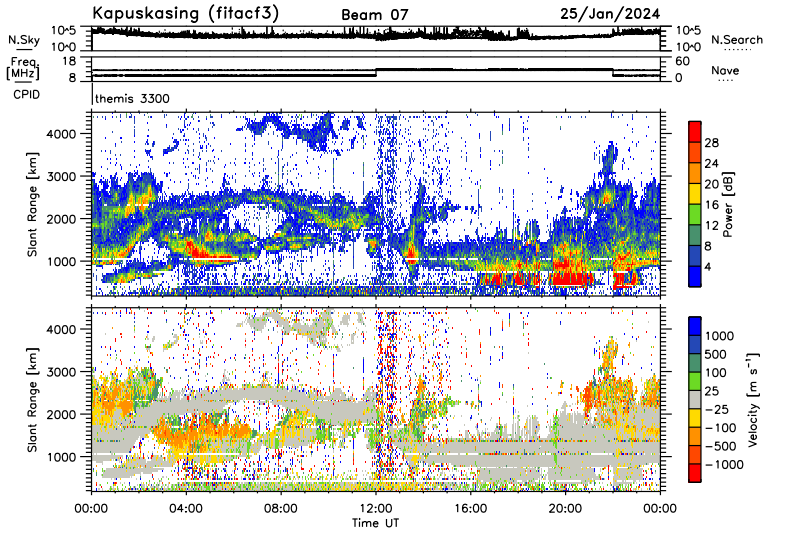 Kapuskasing (fitacf3) Beam 07 25/Jan/2024
N.Sky 10^5 10^0 10^5 10^0 N.Search
Freq. [MHz] 18 8 60 0 Nave
CPID themis 3300
Slant Range [km] 4000 3000 2000 1000
Power [dB] 28 24 20 16 12 8 4
Slant Range [km] 4000 3000 2000 1000
Velocity [m s^-1] 1000 500 100 25 -25 -100 -500 -1000
00:00 04:00 08:00 12:00 16:00 20:00 00:00
Time UT